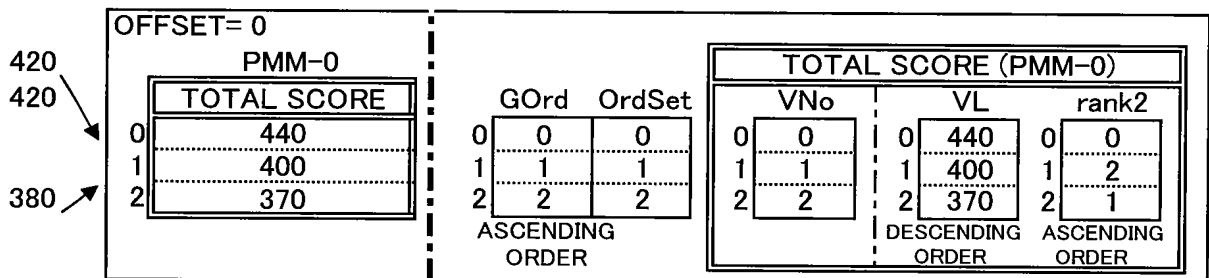 OFFSET= 0
420
420
380
PMM-0
TOTAL SCORE
0 440
1 400
2 370
GOrd OrdSet
0 0 0
1 1 1
2 2 2
ASCENDING
ORDER
TOTAL SCORE (PMM-0)
VNo VL rank2
0 0 0 440 0 0
1 1 1 400 1 2
2 2 2 370 2 1
DESCENDING ASCENDING
ORDER ORDER